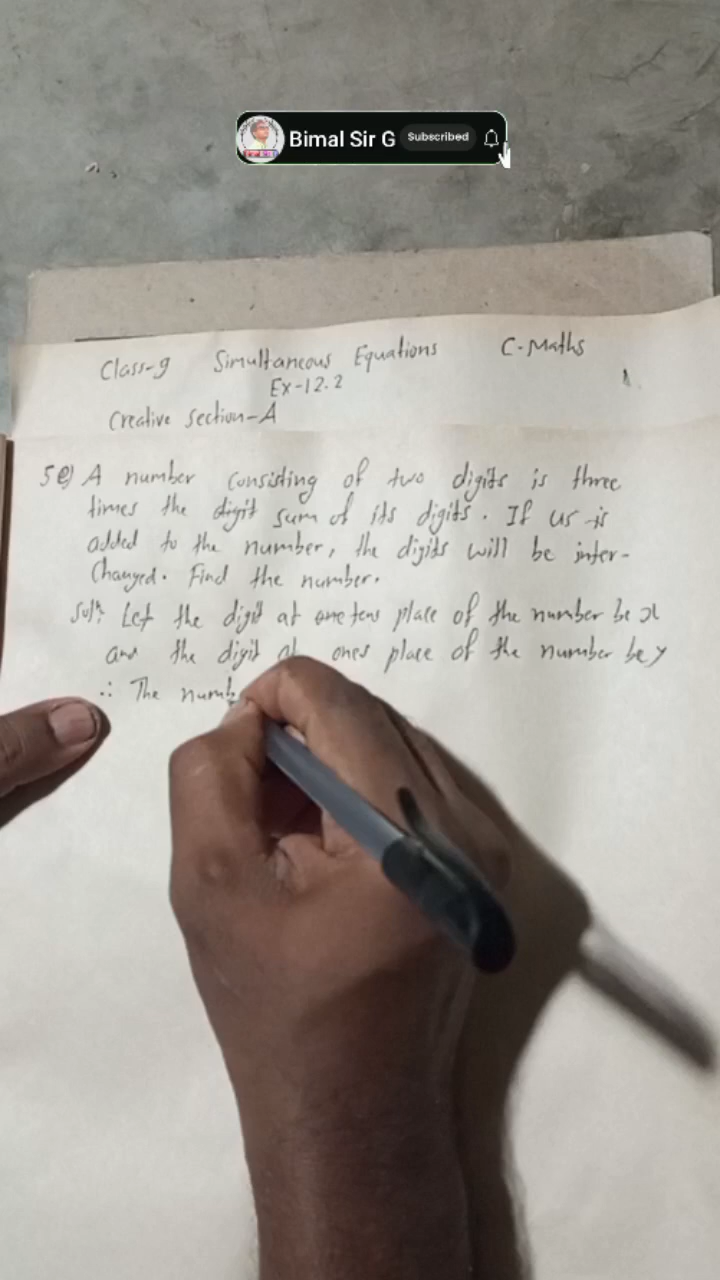 Bimal Sir G Subscribed
Class-9 Simultaneous Equations C-Maths
Ex-12.2
Creative Section-A
5e) A number consisting of two digits is three
times the digit sum of its digits. If 45 is
added to the number, the digits will be inter-
changed. Find the number.
Solⁿ: Let the digit at one tens place of the number be x
and the digit at ones place of the number be y
∴ The numb